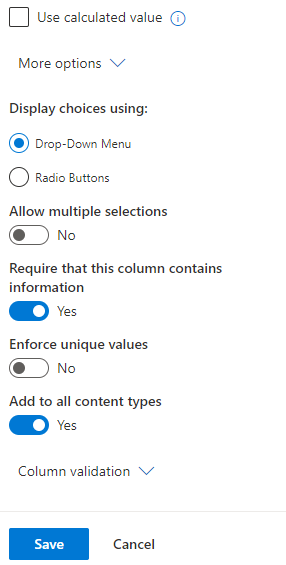 Use calculated value
More options
Display choices using:
Drop-Down Menu
Radio Buttons
Allow multiple selections
No
Require that this column contains
information
Yes
Enforce unique values
No
Add to all content types
Yes
Column validation
Save Cancel